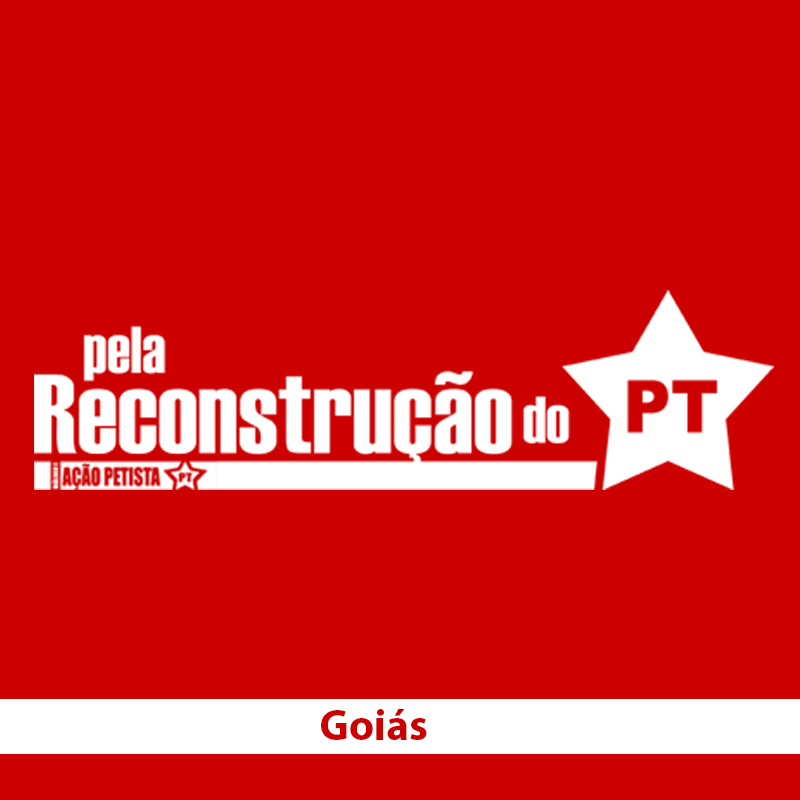 pela
Reconstrução do
PT
AÇÃO PETISTA PT
Goiás